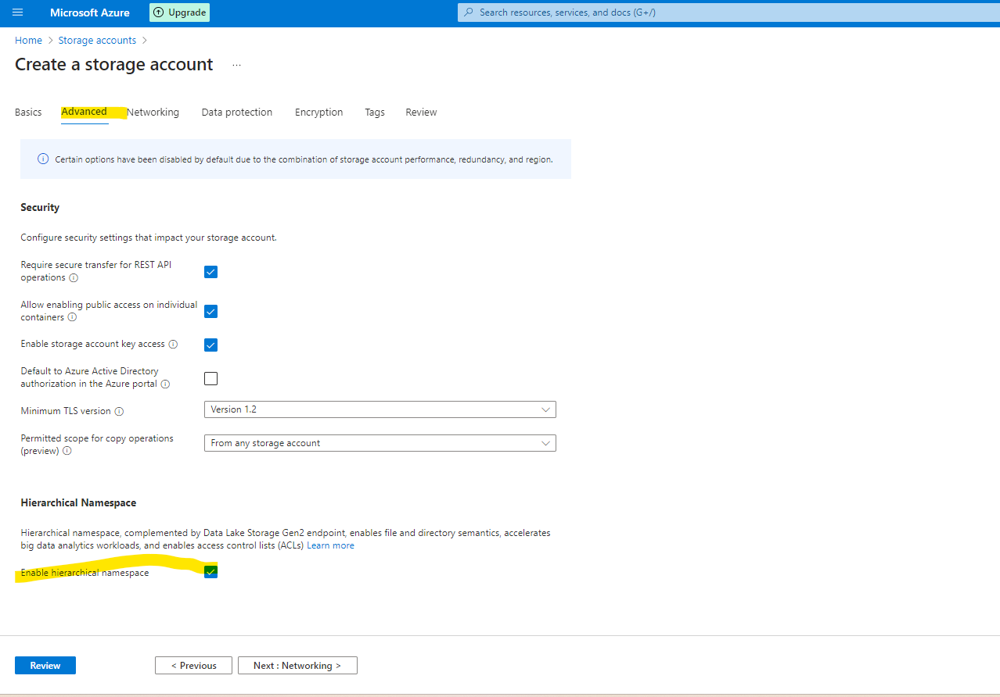 Microsoft Azure
Upgrade
Search resources, services, and docs (G+/)
Home > Storage accounts >
Create a storage account ...
Basics Advanced Networking Data protection Encryption Tags Review
Certain options have been disabled by default due to the combination of storage account performance, redundancy, and region.
Security
Configure security settings that impact your storage account.
Require secure transfer for REST API
operations
Allow enabling public access on individual
containers
Enable storage account key access
Default to Azure Active Directory
authorization in the Azure portal
Minimum TLS version
Version 1.2
Permitted scope for copy operations
(preview)
From any storage account
Hierarchical Namespace
Hierarchical namespace, complemented by Data Lake Storage Gen2 endpoint, enables file and directory semantics, accelerates
big data analytics workloads, and enables access control lists (ACLs) Learn more
Enable hierarchical namespace
Review
< Previous
Next : Networking >